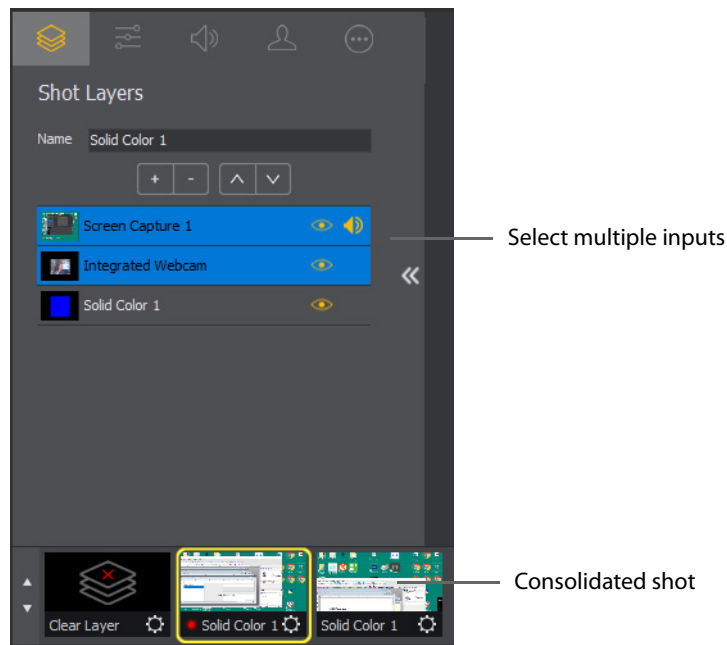 Shot Layers
Name Solid Color 1
+ -
Screen Capture 1
Select multiple inputs
Integrated Webcam
Solid Color 1
Consolidated shot
Clear Layer
Solid Color 1
Solid Color 1